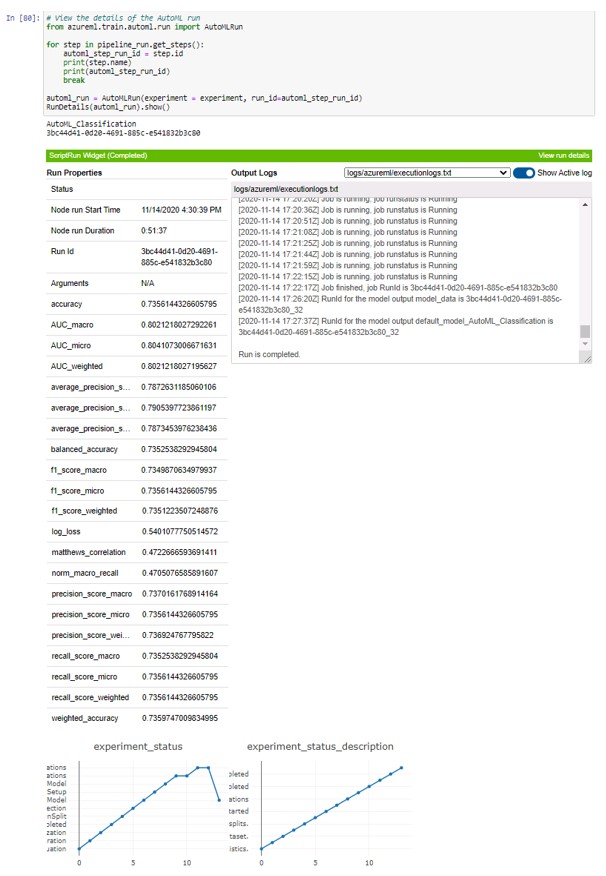 In [80]: # View the details of the AutoML run
from azureml.train.automl.run import AutoMLRun
for step in pipeline_run.get_steps():
automl_step_run_id = step.id
print(step.name)
print(automl_step_run_id)
break
automl_run = AutoMLRun(experiment = experiment, run_id=automl_step_run_id)
RunDetails(automl_run).show()
AutoML_Classification
3bc44d41-0d20-4691-885c-e541832b3c80
ScriptRun Widget (Completed) View run details
Run Properties
Status
Node run Start Time 11/14/2020 4:30:39 PM
Node run Duration 0:51:37
Run Id 3bc44d41-0d20-4691-
885c-e541832b3c80
Arguments N/A
accuracy 0.7356144326605795
AUC_macro 0.8021218027292261
AUC_micro 0.8041073006671631
AUC_weighted 0.8021218027195627
average_precision_s... 0.7872631185060106
average_precision_s... 0.7905397723861197
average_precision_s... 0.7873453976238436
balanced_accuracy 0.7352538292945804
f1_score_macro 0.7349870634979937
f1_score_micro 0.7356144326605795
f1_score_weighted 0.7351223507248876
log_loss 0.5401077750514572
matthews_correlation 0.4722666593691411
norm_macro_recall 0.4705076585891607
precision_score_macro 0.7370161768914164
precision_score_micro 0.7356144326605795
precision_score_wei... 0.736924767795822
recall_score_macro 0.7352538292945804
recall_score_micro 0.7356144326605795
recall_score_weighted 0.7356144326605795
weighted_accuracy 0.7359747009834995
Output Logs logs/azureml/executionlogs.txt Show Active log
logs/azureml/executionlogs.txt
[2020-11-14 17:20:20Z] Job is running, job runstatus is Running
[2020-11-14 17:20:36Z] Job is running, job runstatus is Running
[2020-11-14 17:20:51Z] Job is running, job runstatus is Running
[2020-11-14 17:21:08Z] Job is running, job runstatus is Running
[2020-11-14 17:21:25Z] Job is running, job runstatus is Running
[2020-11-14 17:21:44Z] Job is running, job runstatus is Running
[2020-11-14 17:21:59Z] Job is running, job runstatus is Running
[2020-11-14 17:22:15Z] Job is running, job runstatus is Running
[2020-11-14 17:22:17Z] Job finished, job RunId is 3bc44d41-0d20-4691-885c-e541832b3c80
[2020-11-14 17:26:20Z] RunId for the model output model_data is 3bc44d41-0d20-4691-885c-
e541832b3c80_32
[2020-11-14 17:27:37Z] RunId for the model output default_model_AutoML_Classification is
3bc44d41-0d20-4691-885c-e541832b3c80_32
Run is completed.
experiment_status
ations
ations
Model
Setup
Model
ection
nSplit
leted
zation
ration
uation
0 5 10
experiment_status_description
pleted
pleted
ations
tarted
splits.
taset.
istics.
0 5 10